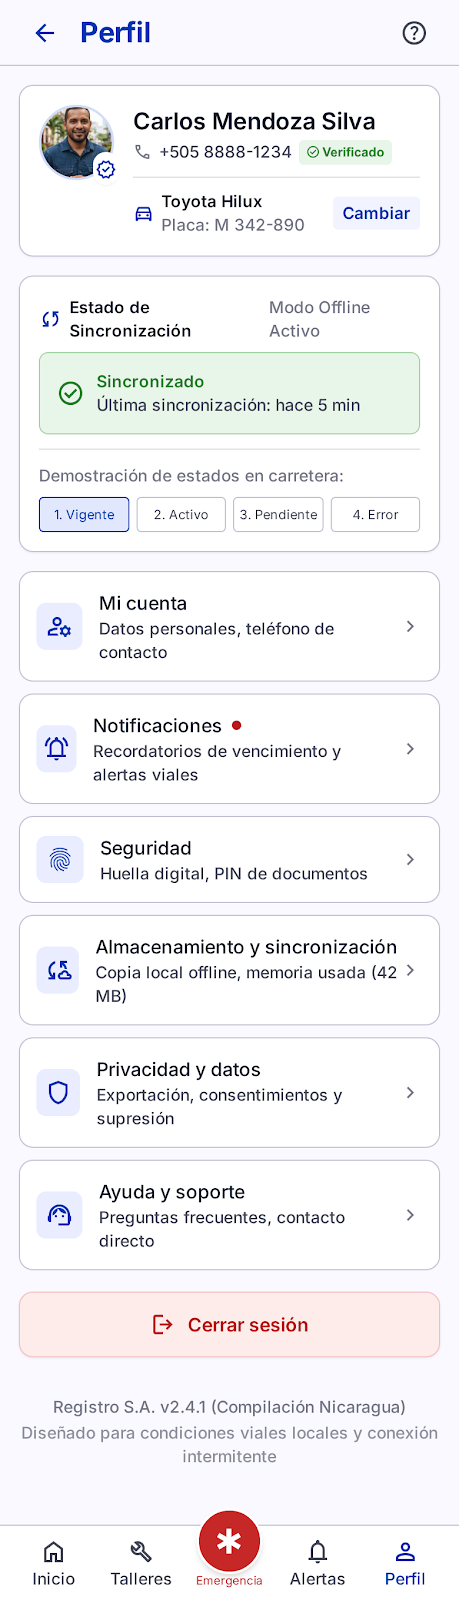 Perfil
Carlos Mendoza Silva
+505 8888-1234 Verificado
Toyota Hilux
Placa: M 342-890
Cambiar
Estado de
Sincronización
Modo Offline
Activo
Sincronizado
Última sincronización: hace 5 min
Demostración de estados en carretera:
1. Vigente
2. Activo
3. Pendiente
4. Error
Mi cuenta
Datos personales, teléfono de
contacto
Notificaciones
Recordatorios de vencimiento y
alertas viales
Seguridad
Huella digital, PIN de documentos
Almacenamiento y sincronización
Copia local offline, memoria usada (42
MB)
Privacidad y datos
Exportación, consentimientos y
supresión
Ayuda y soporte
Preguntas frecuentes, contacto
directo
Cerrar sesión
Registro S.A. v2.4.1 (Compilación Nicaragua)
Diseñado para condiciones viales locales y conexión
intermitente
Inicio
Talleres
Emergencia
Alertas
Perfil